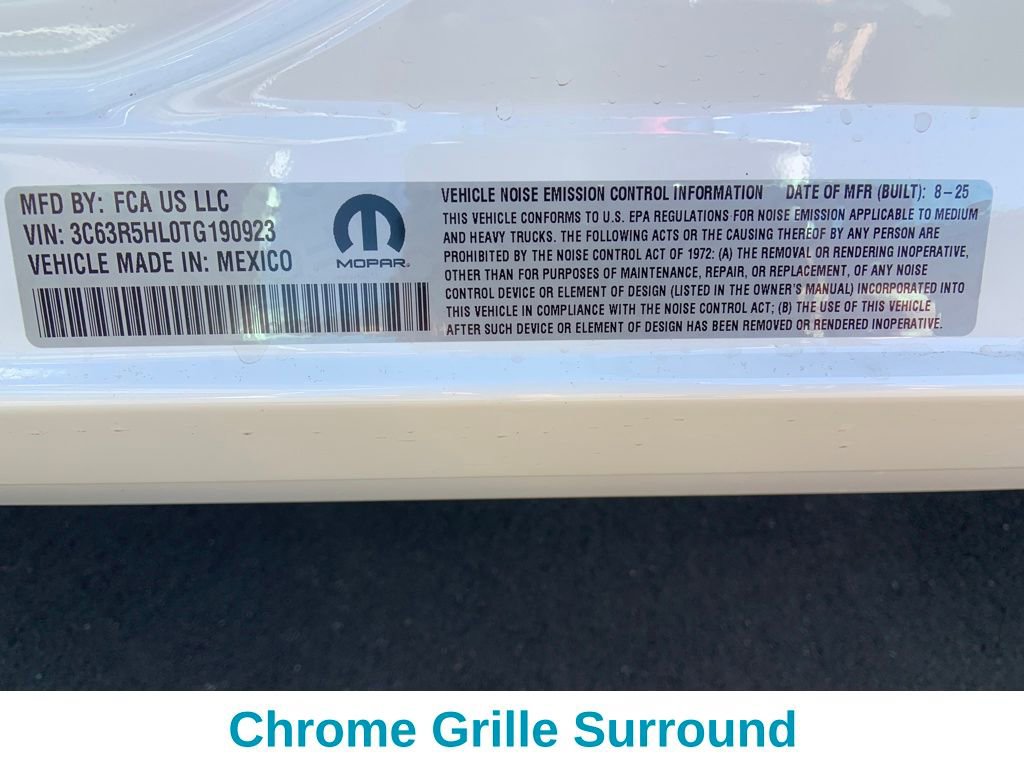 MFD BY: FCA US LLC
VIN: 3C63R5HL0TG190923
VEHICLE MADE IN: MEXICO
MOPAR
VEHICLE NOISE EMISSION CONTROL INFORMATION DATE OF MFR (BUILT): 8-25
THIS VEHICLE CONFORMS TO U.S. EPA REGULATIONS FOR NOISE EMISSION APPLICABLE TO MEDIUM
AND HEAVY TRUCKS. THE FOLLOWING ACTS OR THE CAUSING THEREOF BY ANY PERSON ARE
PROHIBITED BY THE NOISE CONTROL ACT OF 1972: (A) THE REMOVAL OR RENDERING INOPERATIVE,
OTHER THAN FOR PURPOSES OF MAINTENANCE, REPAIR, OR REPLACEMENT, OF ANY NOISE
CONTROL DEVICE OR ELEMENT OF DESIGN (LISTED IN THE OWNER'S MANUAL) INCORPORATED INTO
THIS VEHICLE IN COMPLIANCE WITH THE NOISE CONTROL ACT; (B) THE USE OF THIS VEHICLE
AFTER SUCH DEVICE OR ELEMENT OF DESIGN HAS BEEN REMOVED OR RENDERED INOPERATIVE.
Chrome Grille Surround